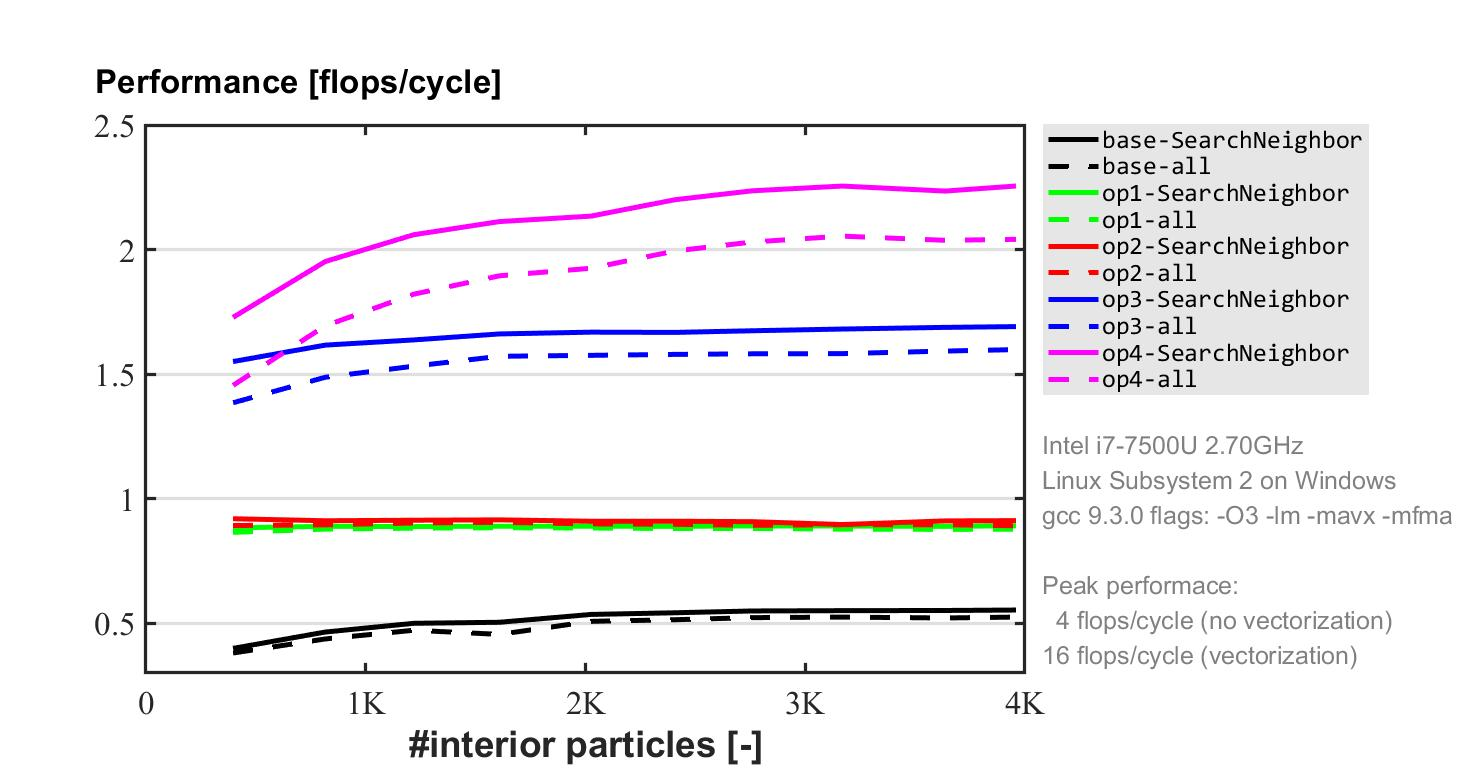 Performance [flops/cycle]
2.5
2
1.5
1
0.5
0
1K
2K
3K
4K
#interior particles [-]
base-SearchNeighbor
base-all
op1-SearchNeighbor
op1-all
op2-SearchNeighbor
op2-all
op3-SearchNeighbor
op3-all
op4-SearchNeighbor
op4-all
Intel i7-7500U 2.70GHz
Linux Subsystem 2 on Windows
gcc 9.3.0 flags: -O3 -lm -mavx -mfma
Peak performace:
4 flops/cycle (no vectorization)
16 flops/cycle (vectorization)